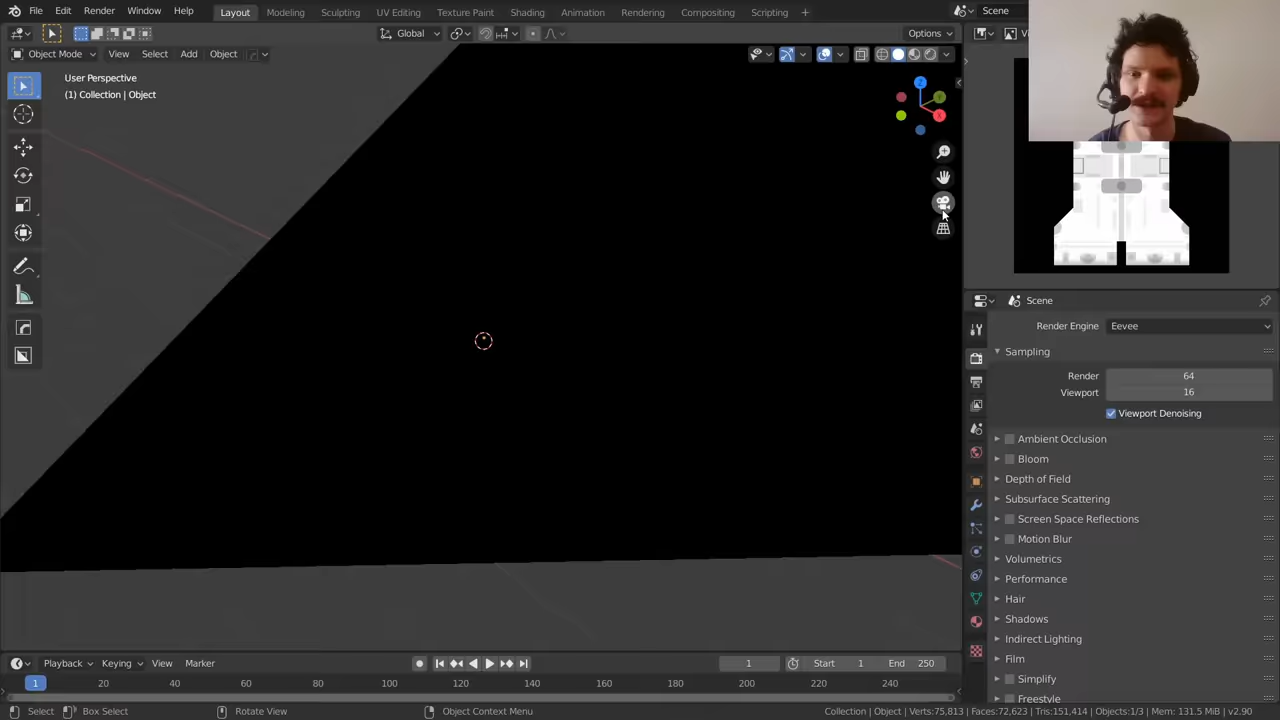 File Edit Render Window Help Layout Modeling Sculpting UV Editing Texture Paint Shading Animation Rendering Compositing Scripting + Scene
Object Mode View Select Add Object Global Options
User Perspective
(1) Collection | Object
Z
Y
X
Scene
Render Engine Eevee
Sampling
Render 64
Viewport 16
Viewport Denoising
Ambient Occlusion
Bloom
Depth of Field
Subsurface Scattering
Screen Space Reflections
Motion Blur
Volumetrics
Performance
Hair
Shadows
Indirect Lighting
Film
Simplify
Freestyle
Playback Keying View Marker 1 Start 1 End 250
1 20 40 60 80 100 120 140 160 180 200 220 240
Select Box Select Rotate View Object Context Menu Collection | Object | Verts:75,813 | Faces:72,623 | Tris:151,414 | Objects:1/3 | Mem: 131.5 MiB | v2.90